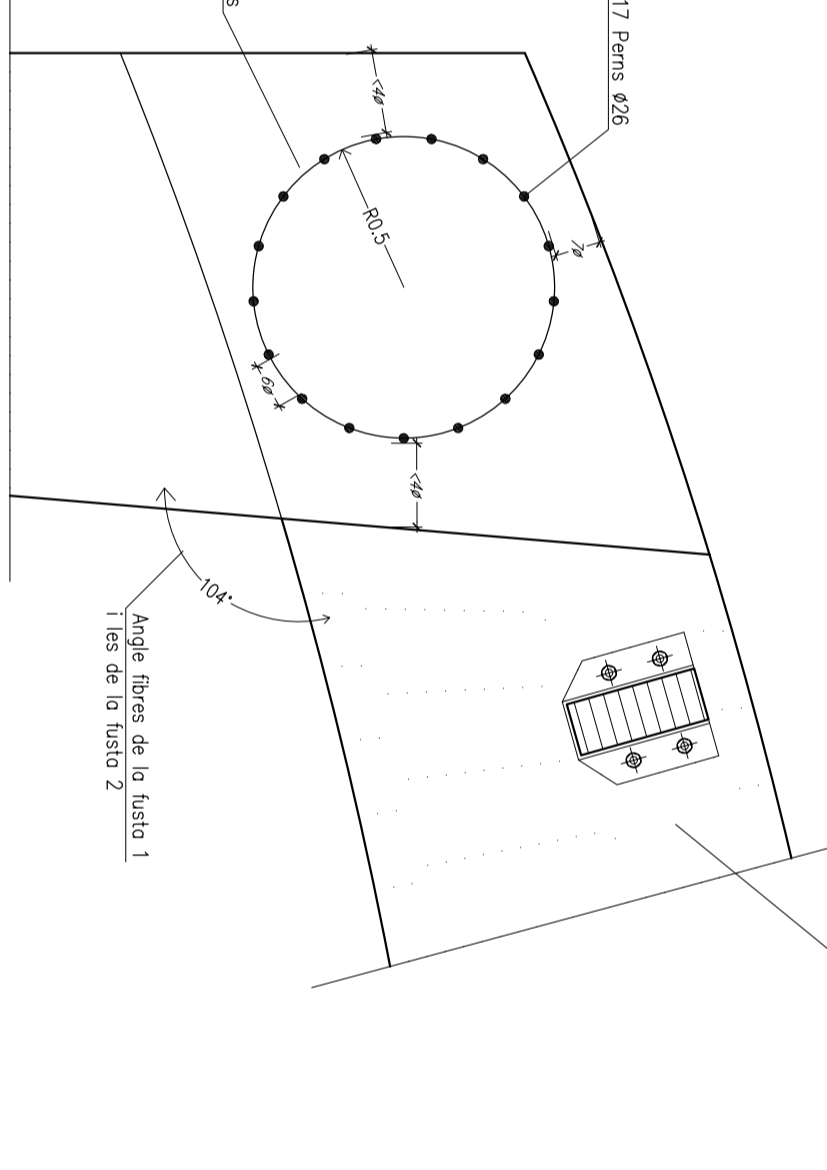 17 Perns ø26
s
<4ø
R0.5
7ø
6ø
<4ø
104°
Angle fibres de la fusta 1
i les de la fusta 2